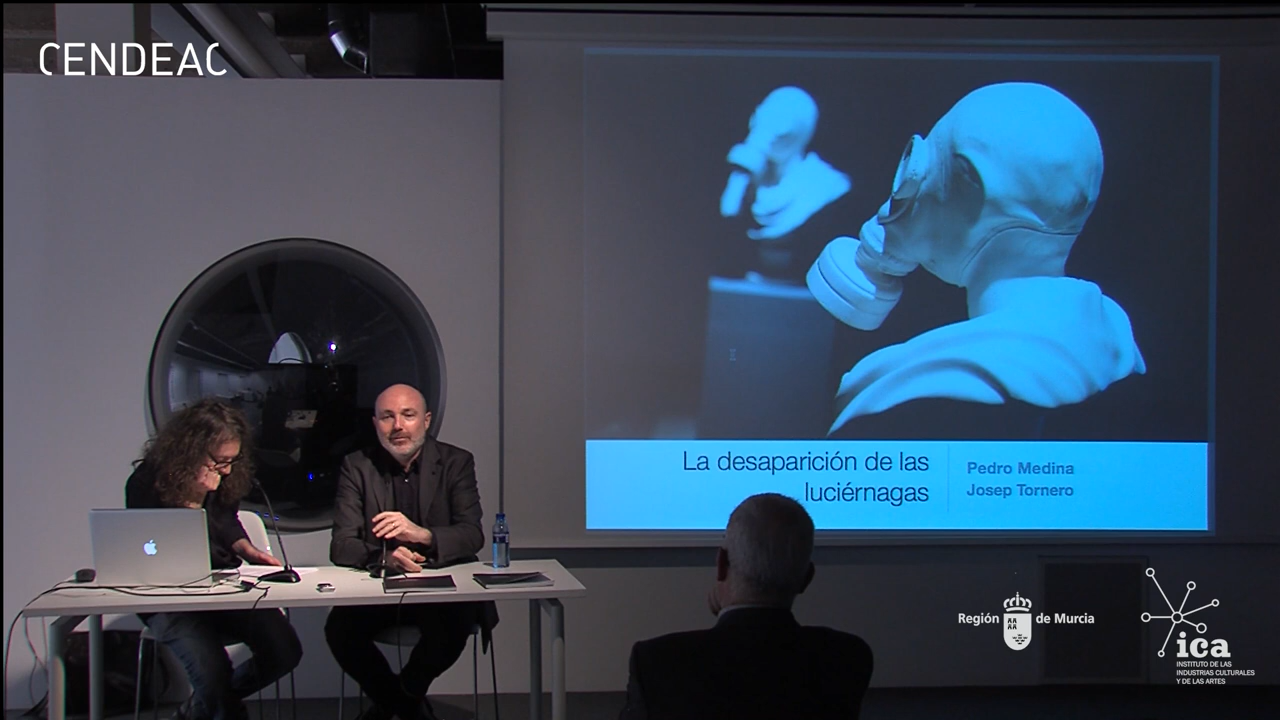 CENDEAC
La desaparición de las
luciérnagas
Pedro Medina
Josep Tornero
Región de Murcia
ica
INSTITUTO DE LAS
INDUSTRIAS CULTURALES
Y DE LAS ARTES